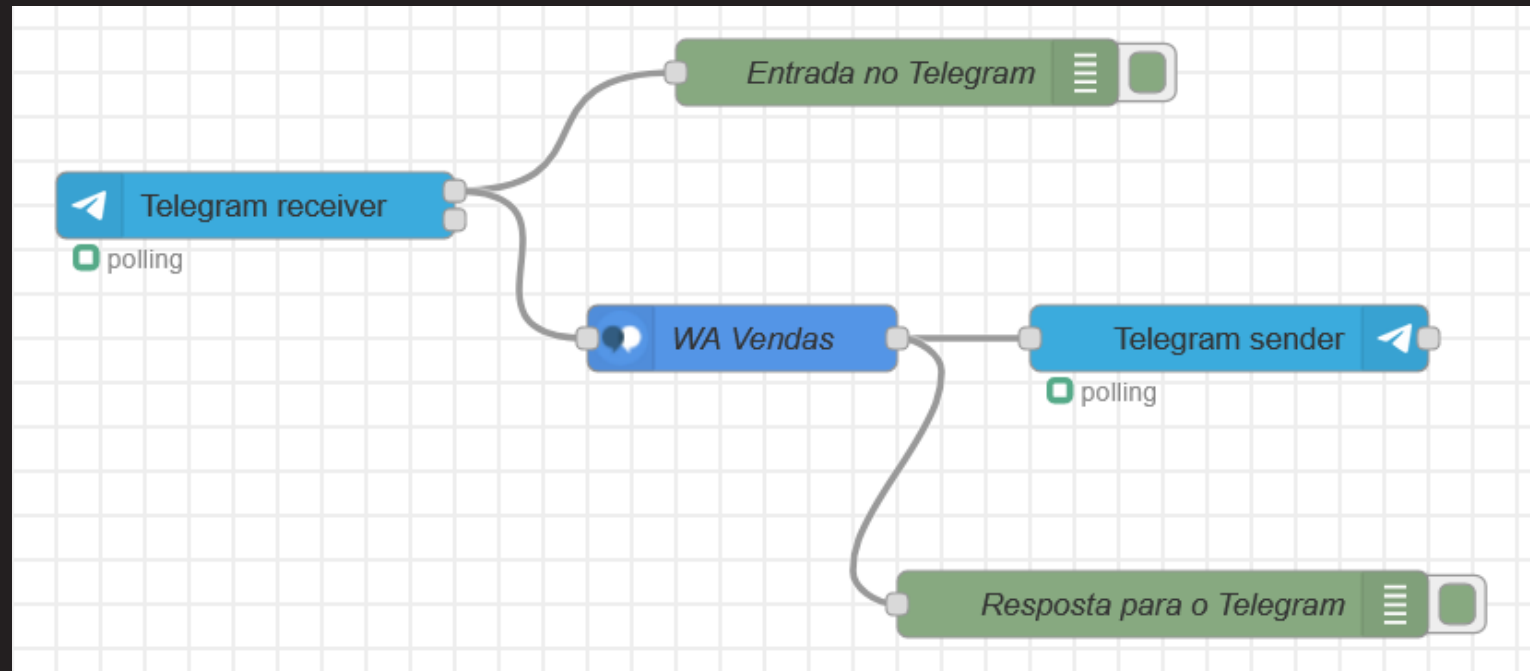 Entrada no Telegram
Telegram receiver
polling
WA Vendas
Telegram sender
polling
Resposta para o Telegram